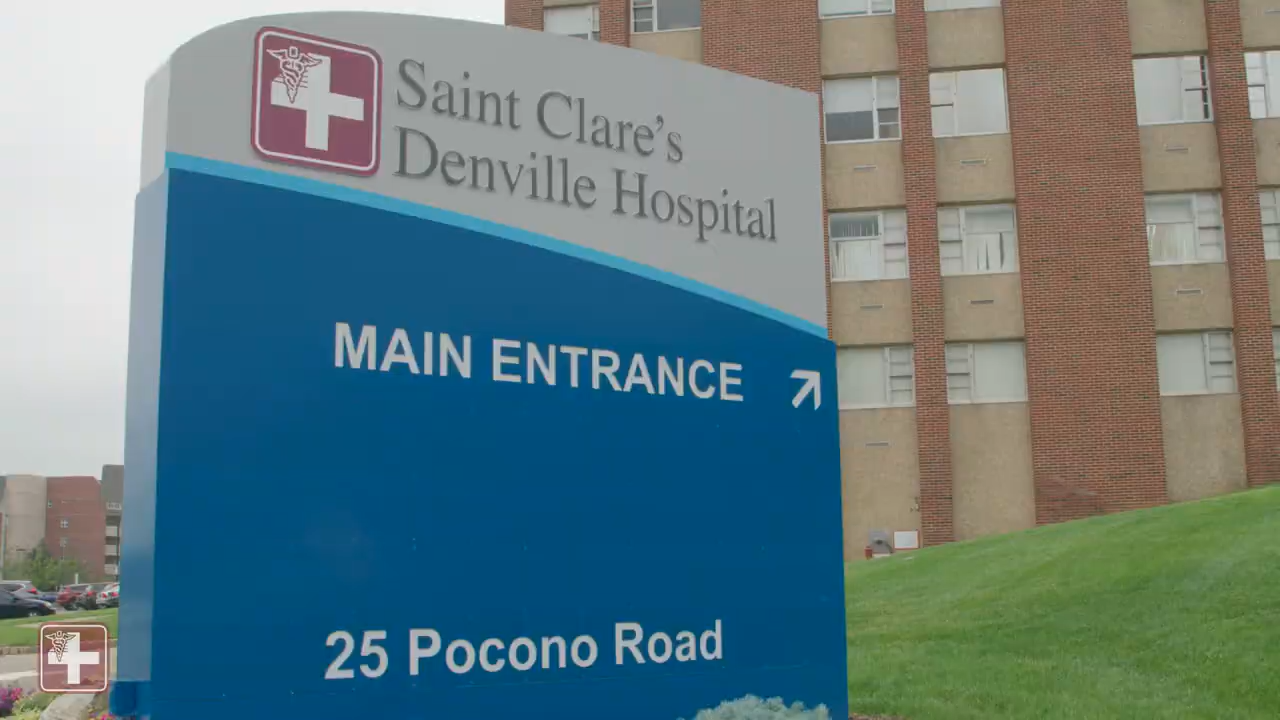 Saint Clare's
Denville Hospital
MAIN ENTRANCE
25 Pocono Road